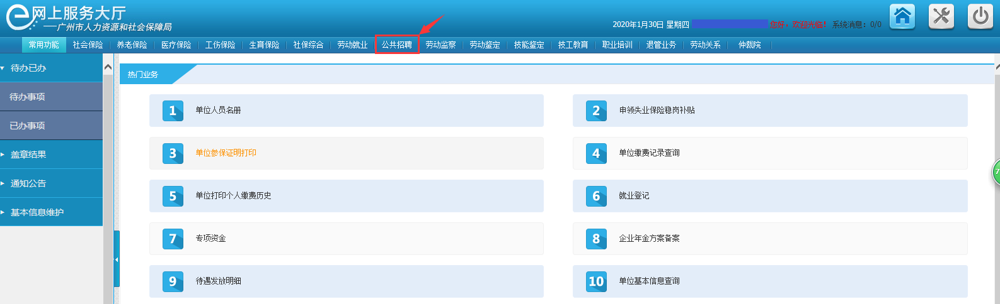 e网上服务大厅
——广州市人力资源和社会保障局
2020年1月30日 星期四 您好，欢迎光临！ 系统消息：0/0
常用功能 社会保险 养老保险 医疗保险 工伤保险 生育保险 社保综合 劳动就业 公共招聘 劳动监察 劳动鉴定 技能鉴定 技工教育 职业培训 退管业务 劳动关系 仲裁院
待办已办
待办事项
已办事项
盖章结果
通知公告
基本信息维护
热门业务
1 单位人员名册
2 申领失业保险稳岗补贴
3 单位参保证明打印
4 单位缴费记录查询
5 单位打印个人缴费历史
6 就业登记
7 专项资金
8 企业年金方案备案
9 待遇发放明细
10 单位基本信息查询
7